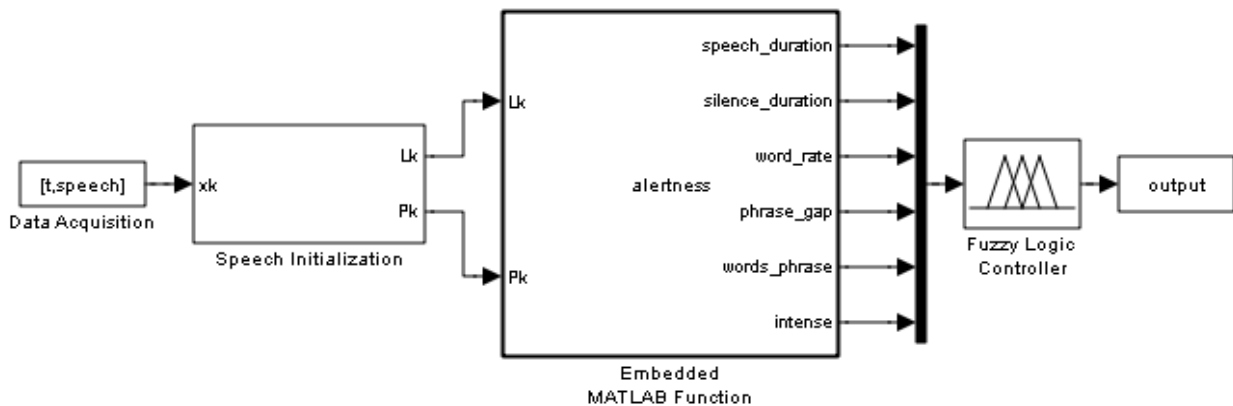 [t,speech]
Data Acquisition
xk
Lk
Pk
Speech Initialization
Lk
Pk
alertness
speech_duration
silence_duration
word_rate
phrase_gap
words_phrase
intense
Embedded
MATLAB Function
Fuzzy Logic
Controller
output